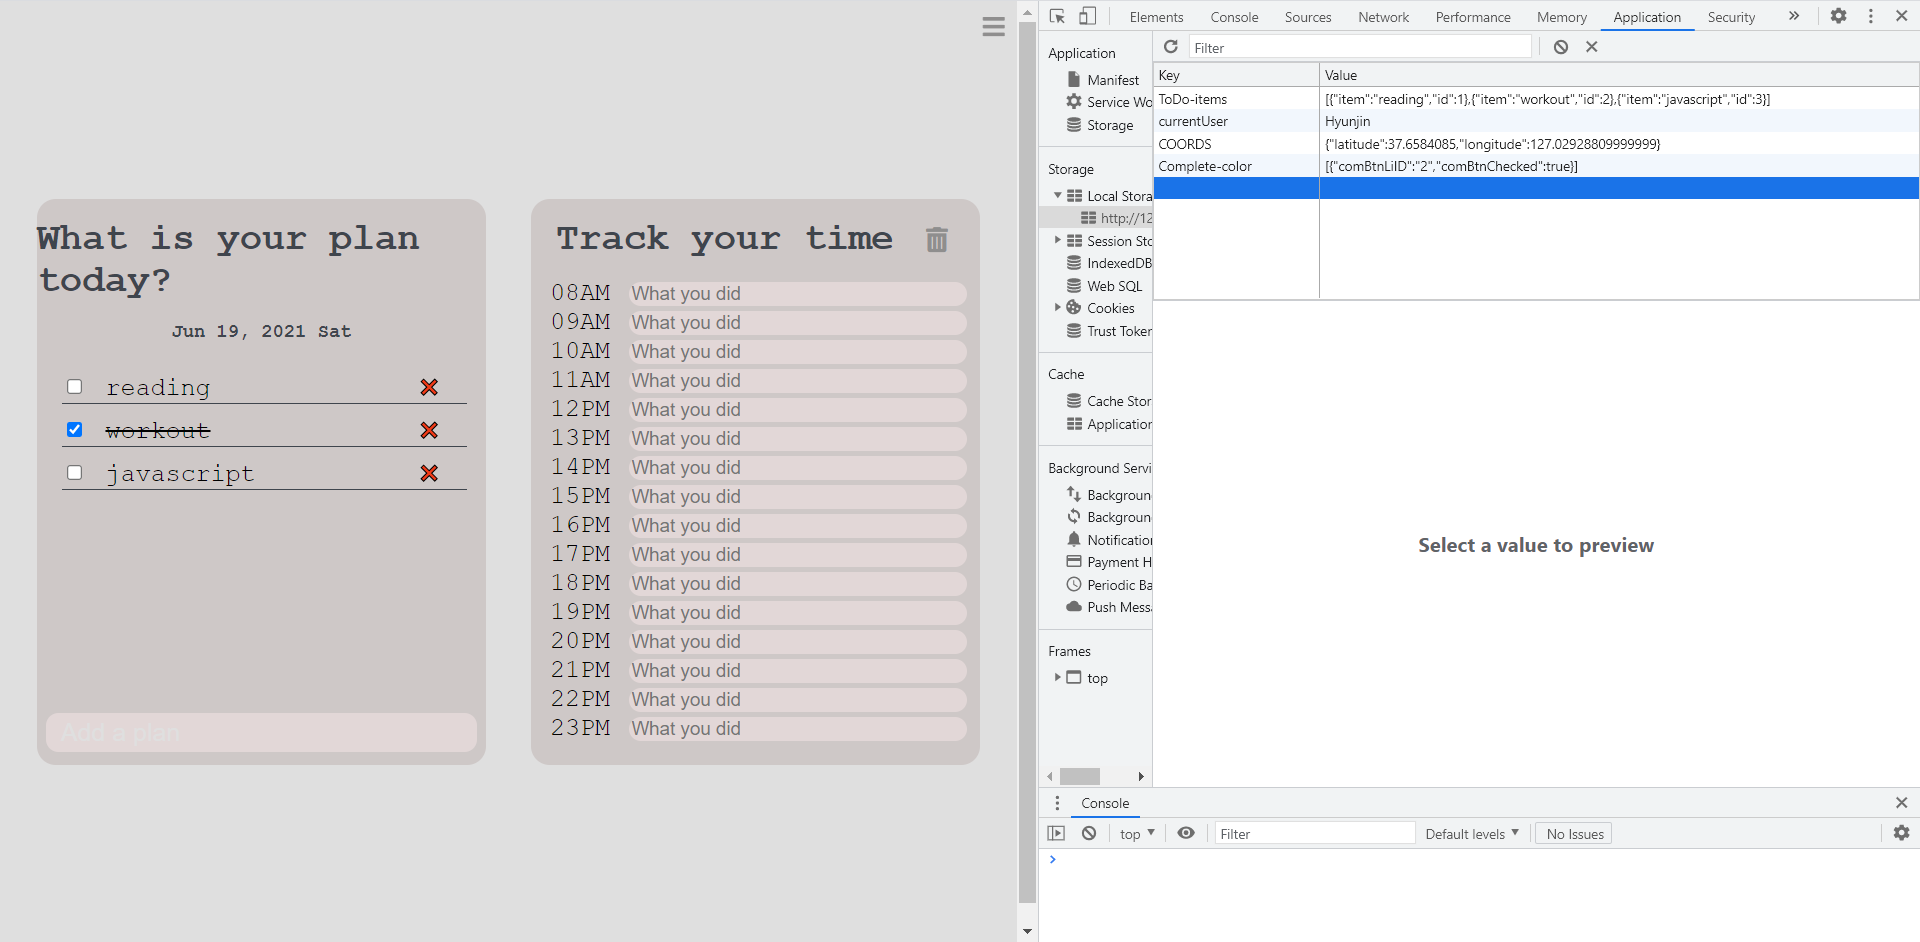 What is your plan
today?
Jun 19, 2021 Sat
reading
workout
javascript
Add a plan
Track your time
08AM What you did
09AM What you did
10AM What you did
11AM What you did
12PM What you did
13PM What you did
14PM What you did
15PM What you did
16PM What you did
17PM What you did
18PM What you did
19PM What you did
20PM What you did
21PM What you did
22PM What you did
23PM What you did
Elements Console Sources Network Performance Memory Application Security
Application
Manifest
Service Wo
Storage
Storage
Local Stora
http://12
Session Sto
IndexedDB
Web SQL
Cookies
Trust Token
Cache
Cache Stor
Application
Background Servi
Background
Background
Notification
Payment H
Periodic Ba
Push Messa
Frames
top
Filter
Key Value
ToDo-items [{"item":"reading","id":1},{"item":"workout","id":2},{"item":"javascript","id":3}]
currentUser Hyunjin
COORDS {"latitude":37.6584085,"longitude":127.02928809999999}
Complete-color [{"comBtnLiID":"2","comBtnChecked":true}]
Select a value to preview
Console
top Filter Default levels No Issues